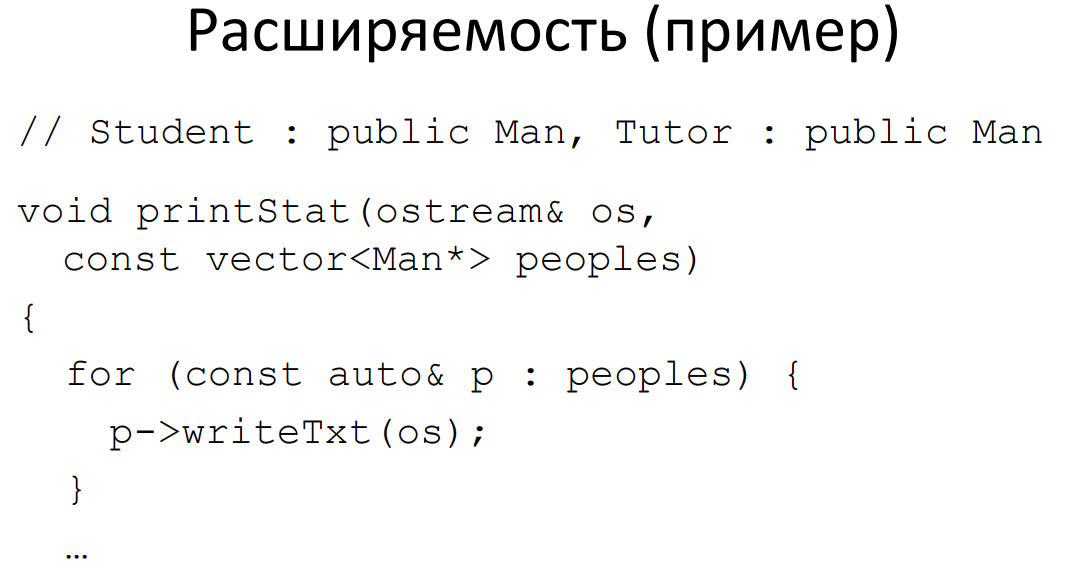 Расширяемость (пример)
// Student : public Man, Tutor : public Man
void printStat(ostream& os,
const vector<Man*> peoples)
{
for (const auto& p : peoples) {
p->writeTxt(os);
}
…